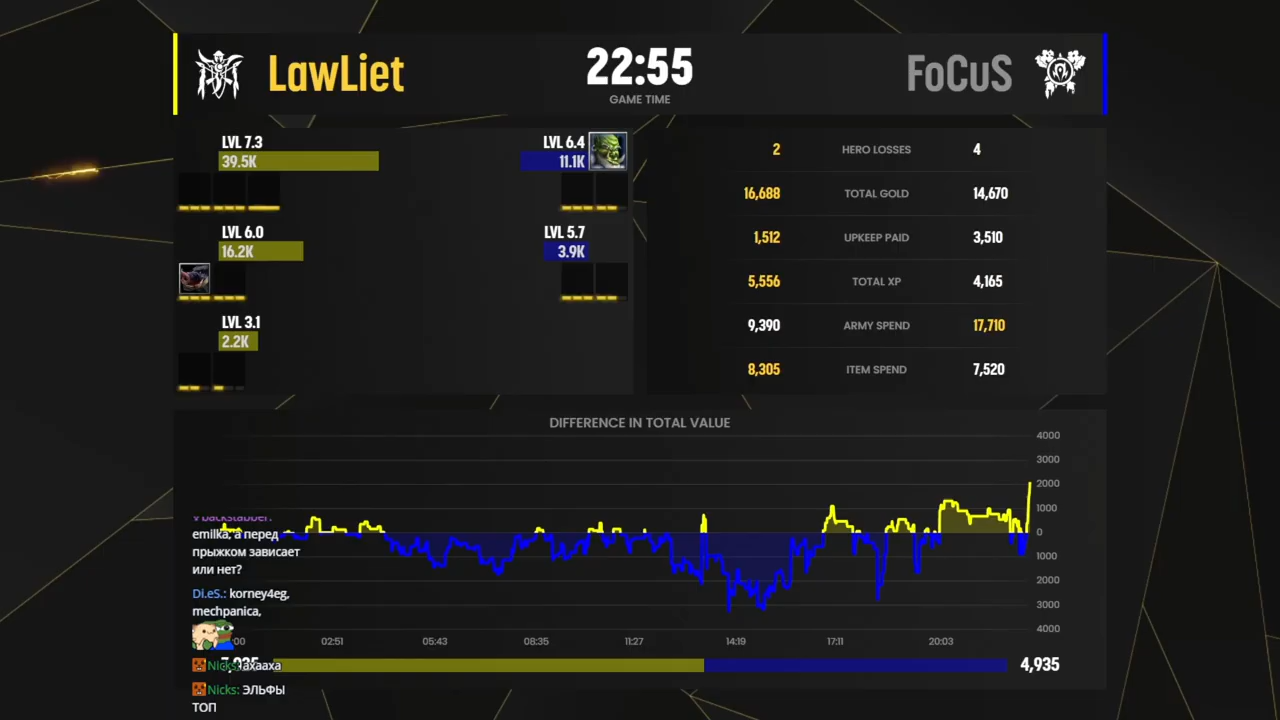 LawLiet
22:55
GAME TIME
FoCuS
LVL 7.3
39.5K
LVL 6.4
11.1K
LVL 6.0
16.2K
LVL 5.7
3.9K
LVL 3.1
2.2K
2 HERO LOSSES 4
16,688 TOTAL GOLD 14,670
1,512 UPKEEP PAID 3,510
5,556 TOTAL XP 4,165
9,390 ARMY SPEND 17,710
8,305 ITEM SPEND 7,520
DIFFERENCE IN TOTAL VALUE
4000
3000
2000
1000
0
1000
2000
3000
4000
:00 02:51 05:43 08:35 11:27 14:19 17:11 20:03
4,935
backstabber:
emilka, а перед
прыжком зависает
или нет?
Di.eS.: korney4eg,
mechpanica,
Nicks: ахааха
Nicks: ЭЛЬФЫ
ТОП